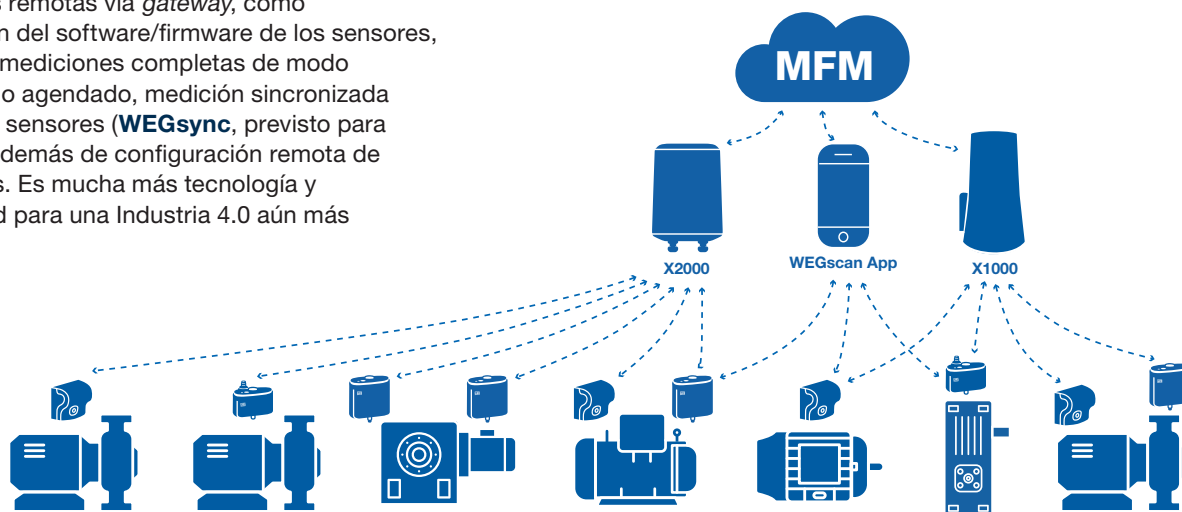 s remotas vía gateway, como
n del software/firmware de los sensores,
mediciones completas de modo
o agendado, medición sincronizada
sensores (WEGsync, previsto para
demás de configuración remota de
s. Es mucha más tecnología y
d para una Industria 4.0 aún más
MFM
X2000
WEGscan App
X1000